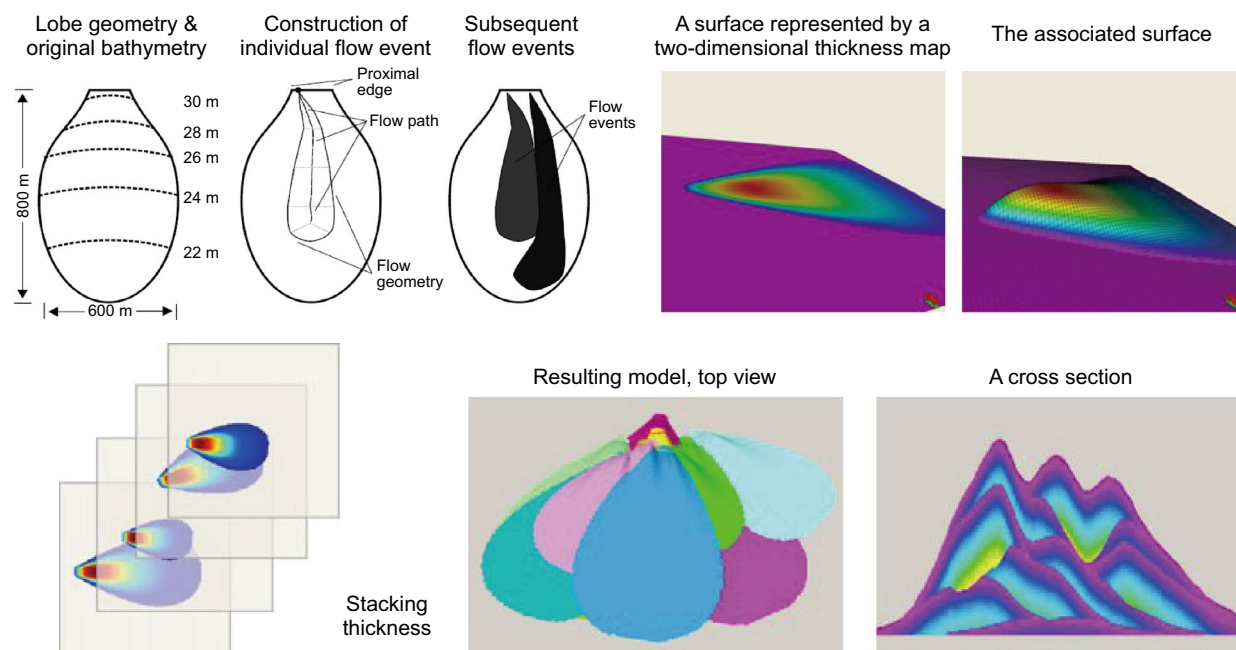 Lobe geometry &
original bathymetry
Construction of
individual flow event
Subsequent
flow events
A surface represented by a
two-dimensional thickness map
The associated surface
30 m
28 m
26 m
24 m
22 m
800 m
600 m
Proximal
edge
Flow path
Flow
geometry
Flow
events
Stacking
thickness
Resulting model, top view
A cross section